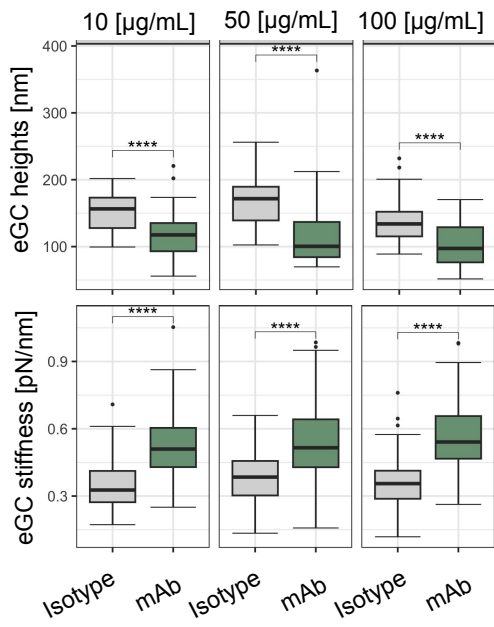 10 [µg/mL] 50 [µg/mL] 100 [µg/mL]
eGC heights [nm]
400
300
200
100
**** **** ****
eGC stiffness [pN/nm]
0.9
0.6
0.3
**** **** ****
Isotype mAb Isotype mAb Isotype mAb